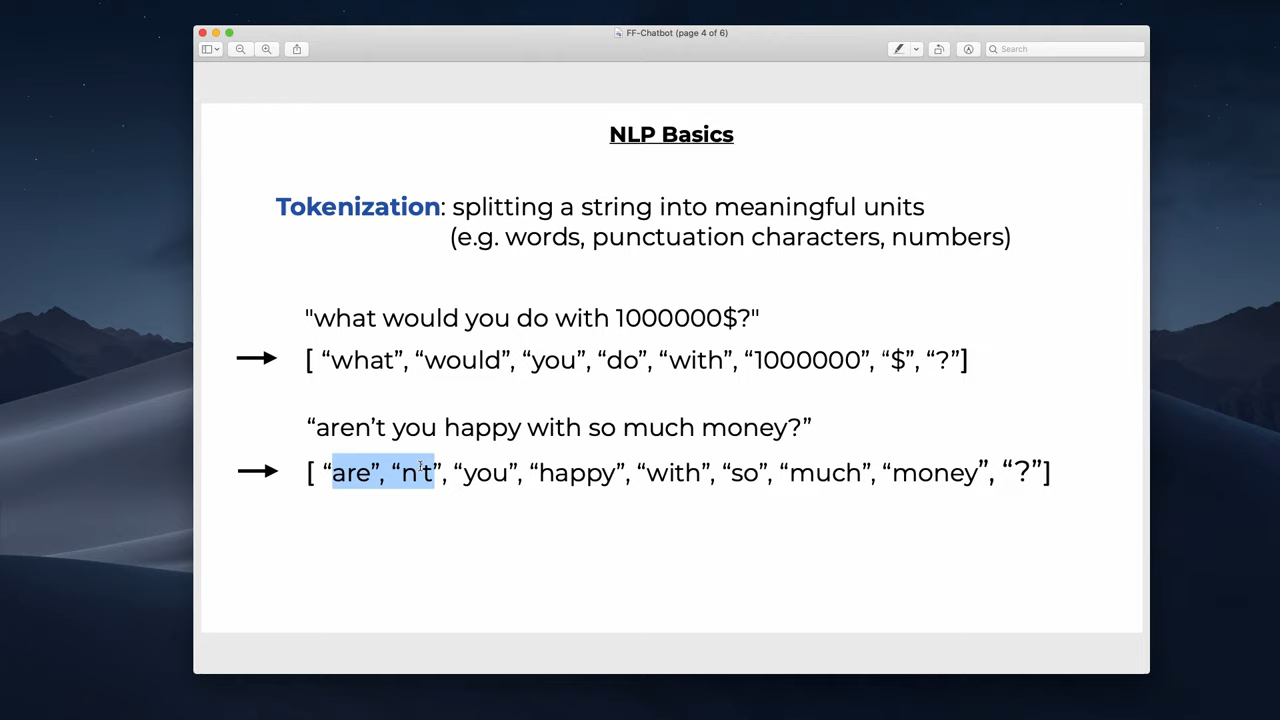 FF-Chatbot (page 4 of 6)
Search
NLP Basics
Tokenization: splitting a string into meaningful units
(e.g. words, punctuation characters, numbers)
"what would you do with 1000000$?"
[ “what”, “would”, “you”, “do”, “with”, “1000000”, “$”, “?”]
“aren’t you happy with so much money?”
[ “are”, “n’t”, “you”, “happy”, “with”, “so”, “much”, “money”, “?”]